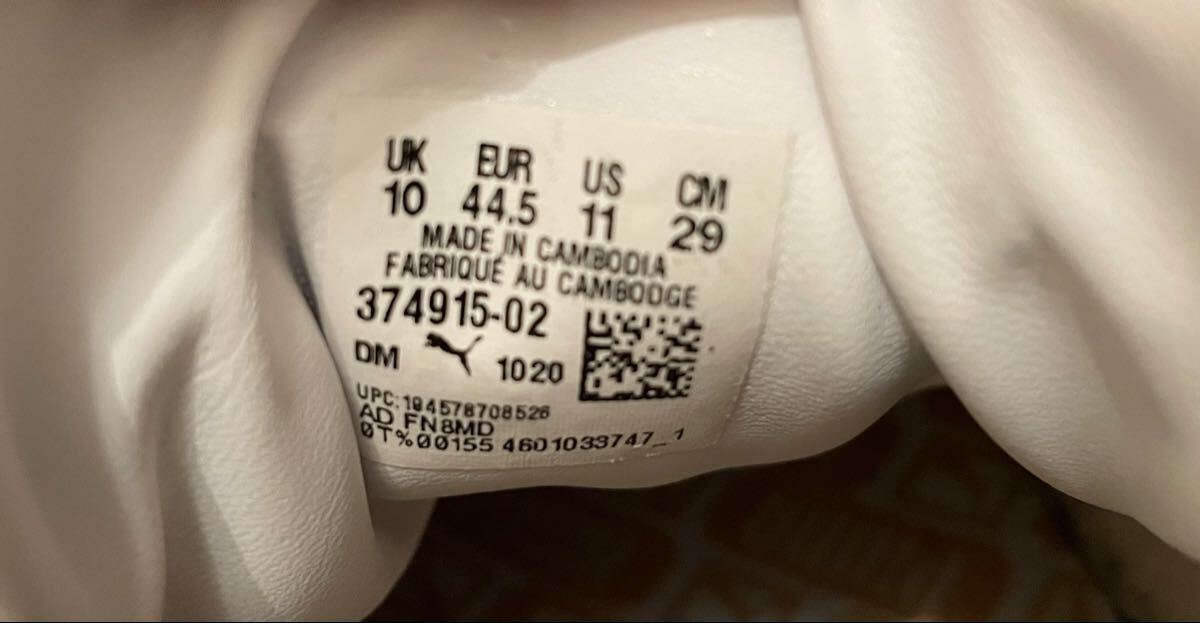 UK EUR US CM
10 44.5 11 29
MADE IN CAMBODIA
FABRIQUE AU CAMBODGE
374915-02
DM 1020
UPC:194578708526
AD FN8MD
0T%00155 4601033747_1